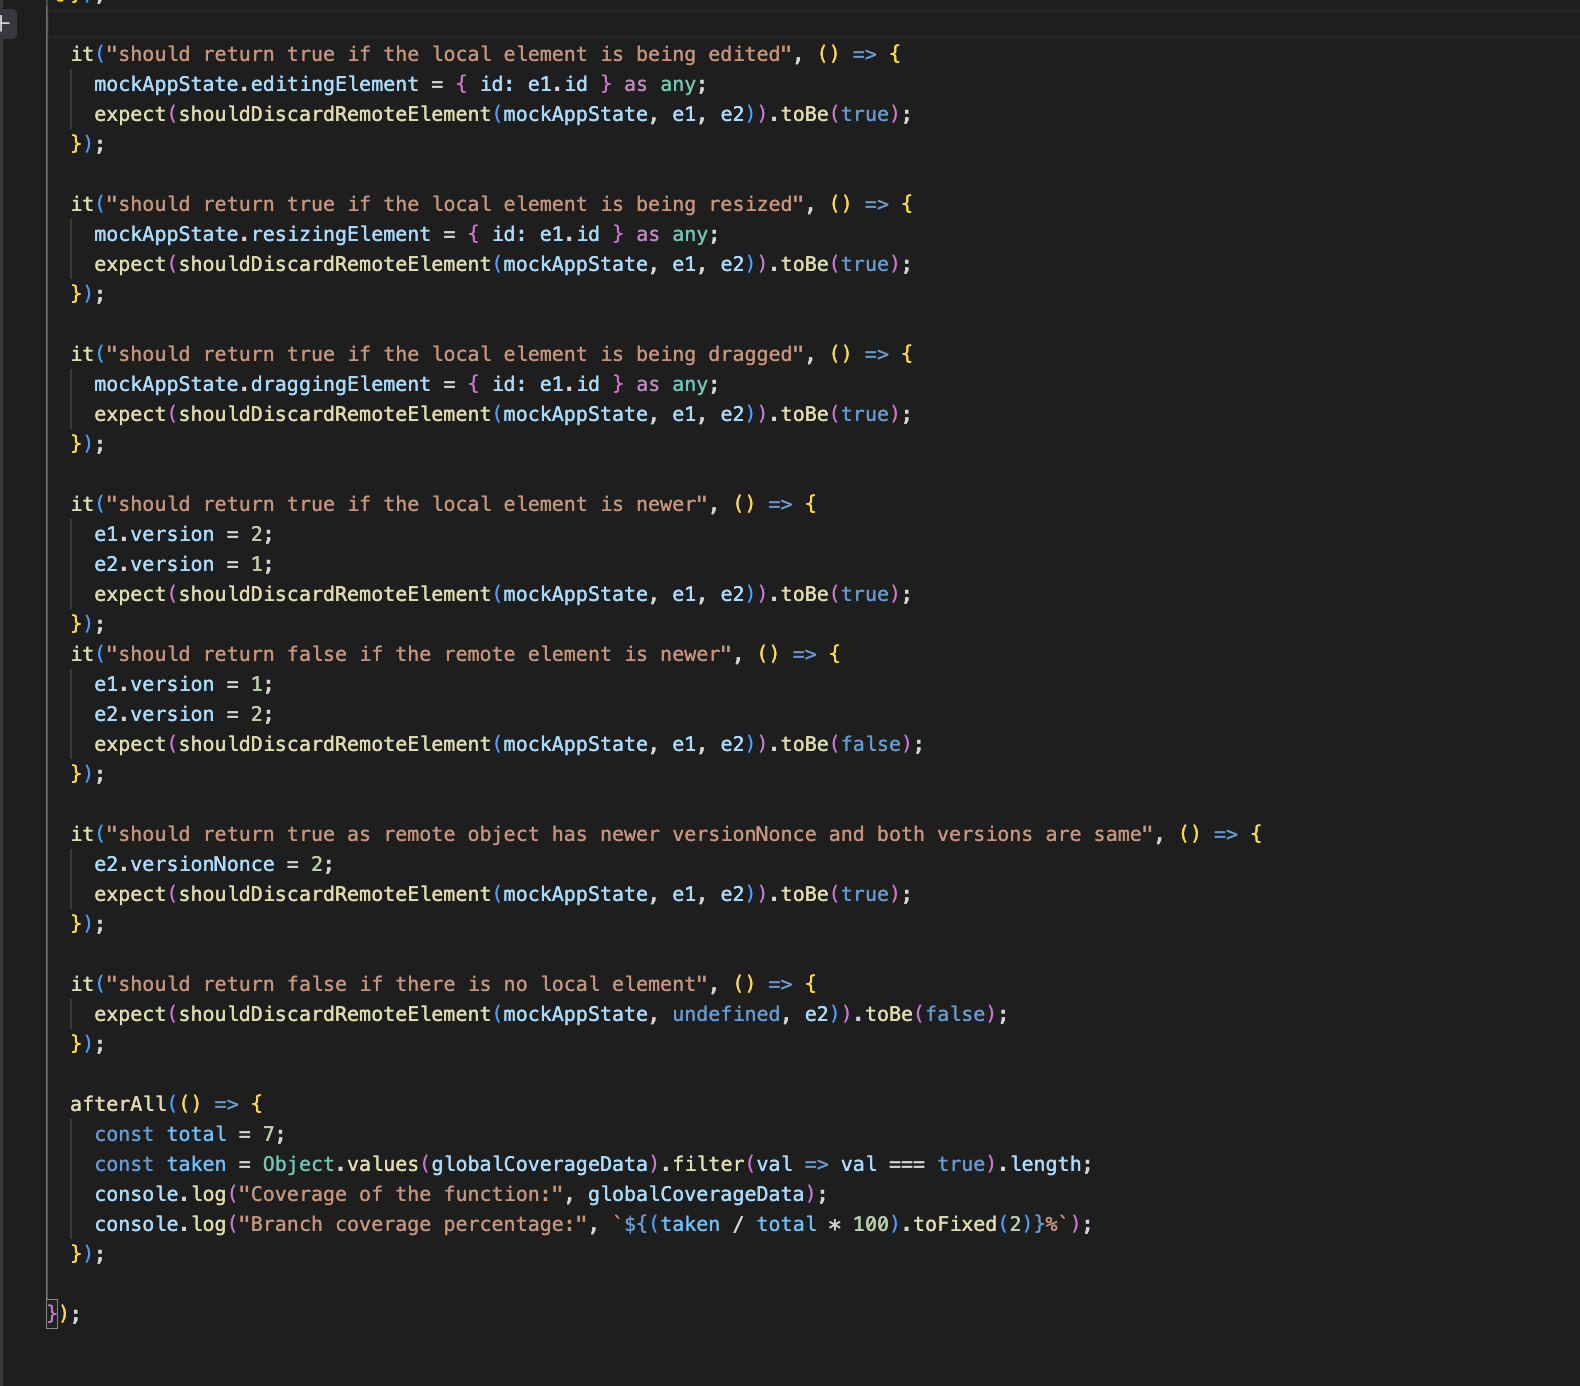 it("should return true if the local element is being edited", () => {
mockAppState.editingElement = { id: e1.id } as any;
expect(shouldDiscardRemoteElement(mockAppState, e1, e2)).toBe(true);
});
it("should return true if the local element is being resized", () => {
mockAppState.resizingElement = { id: e1.id } as any;
expect(shouldDiscardRemoteElement(mockAppState, e1, e2)).toBe(true);
});
it("should return true if the local element is being dragged", () => {
mockAppState.draggingElement = { id: e1.id } as any;
expect(shouldDiscardRemoteElement(mockAppState, e1, e2)).toBe(true);
});
it("should return true if the local element is newer", () => {
e1.version = 2;
e2.version = 1;
expect(shouldDiscardRemoteElement(mockAppState, e1, e2)).toBe(true);
});
it("should return false if the remote element is newer", () => {
e1.version = 1;
e2.version = 2;
expect(shouldDiscardRemoteElement(mockAppState, e1, e2)).toBe(false);
});
it("should return true as remote object has newer versionNonce and both versions are same", () => {
e2.versionNonce = 2;
expect(shouldDiscardRemoteElement(mockAppState, e1, e2)).toBe(true);
});
it("should return false if there is no local element", () => {
expect(shouldDiscardRemoteElement(mockAppState, undefined, e2)).toBe(false);
});
afterAll(() => {
const total = 7;
const taken = Object.values(globalCoverageData).filter(val => val === true).length;
console.log("Coverage of the function:", globalCoverageData);
console.log("Branch coverage percentage:", `${(taken / total * 100).toFixed(2)}%`);
});
});